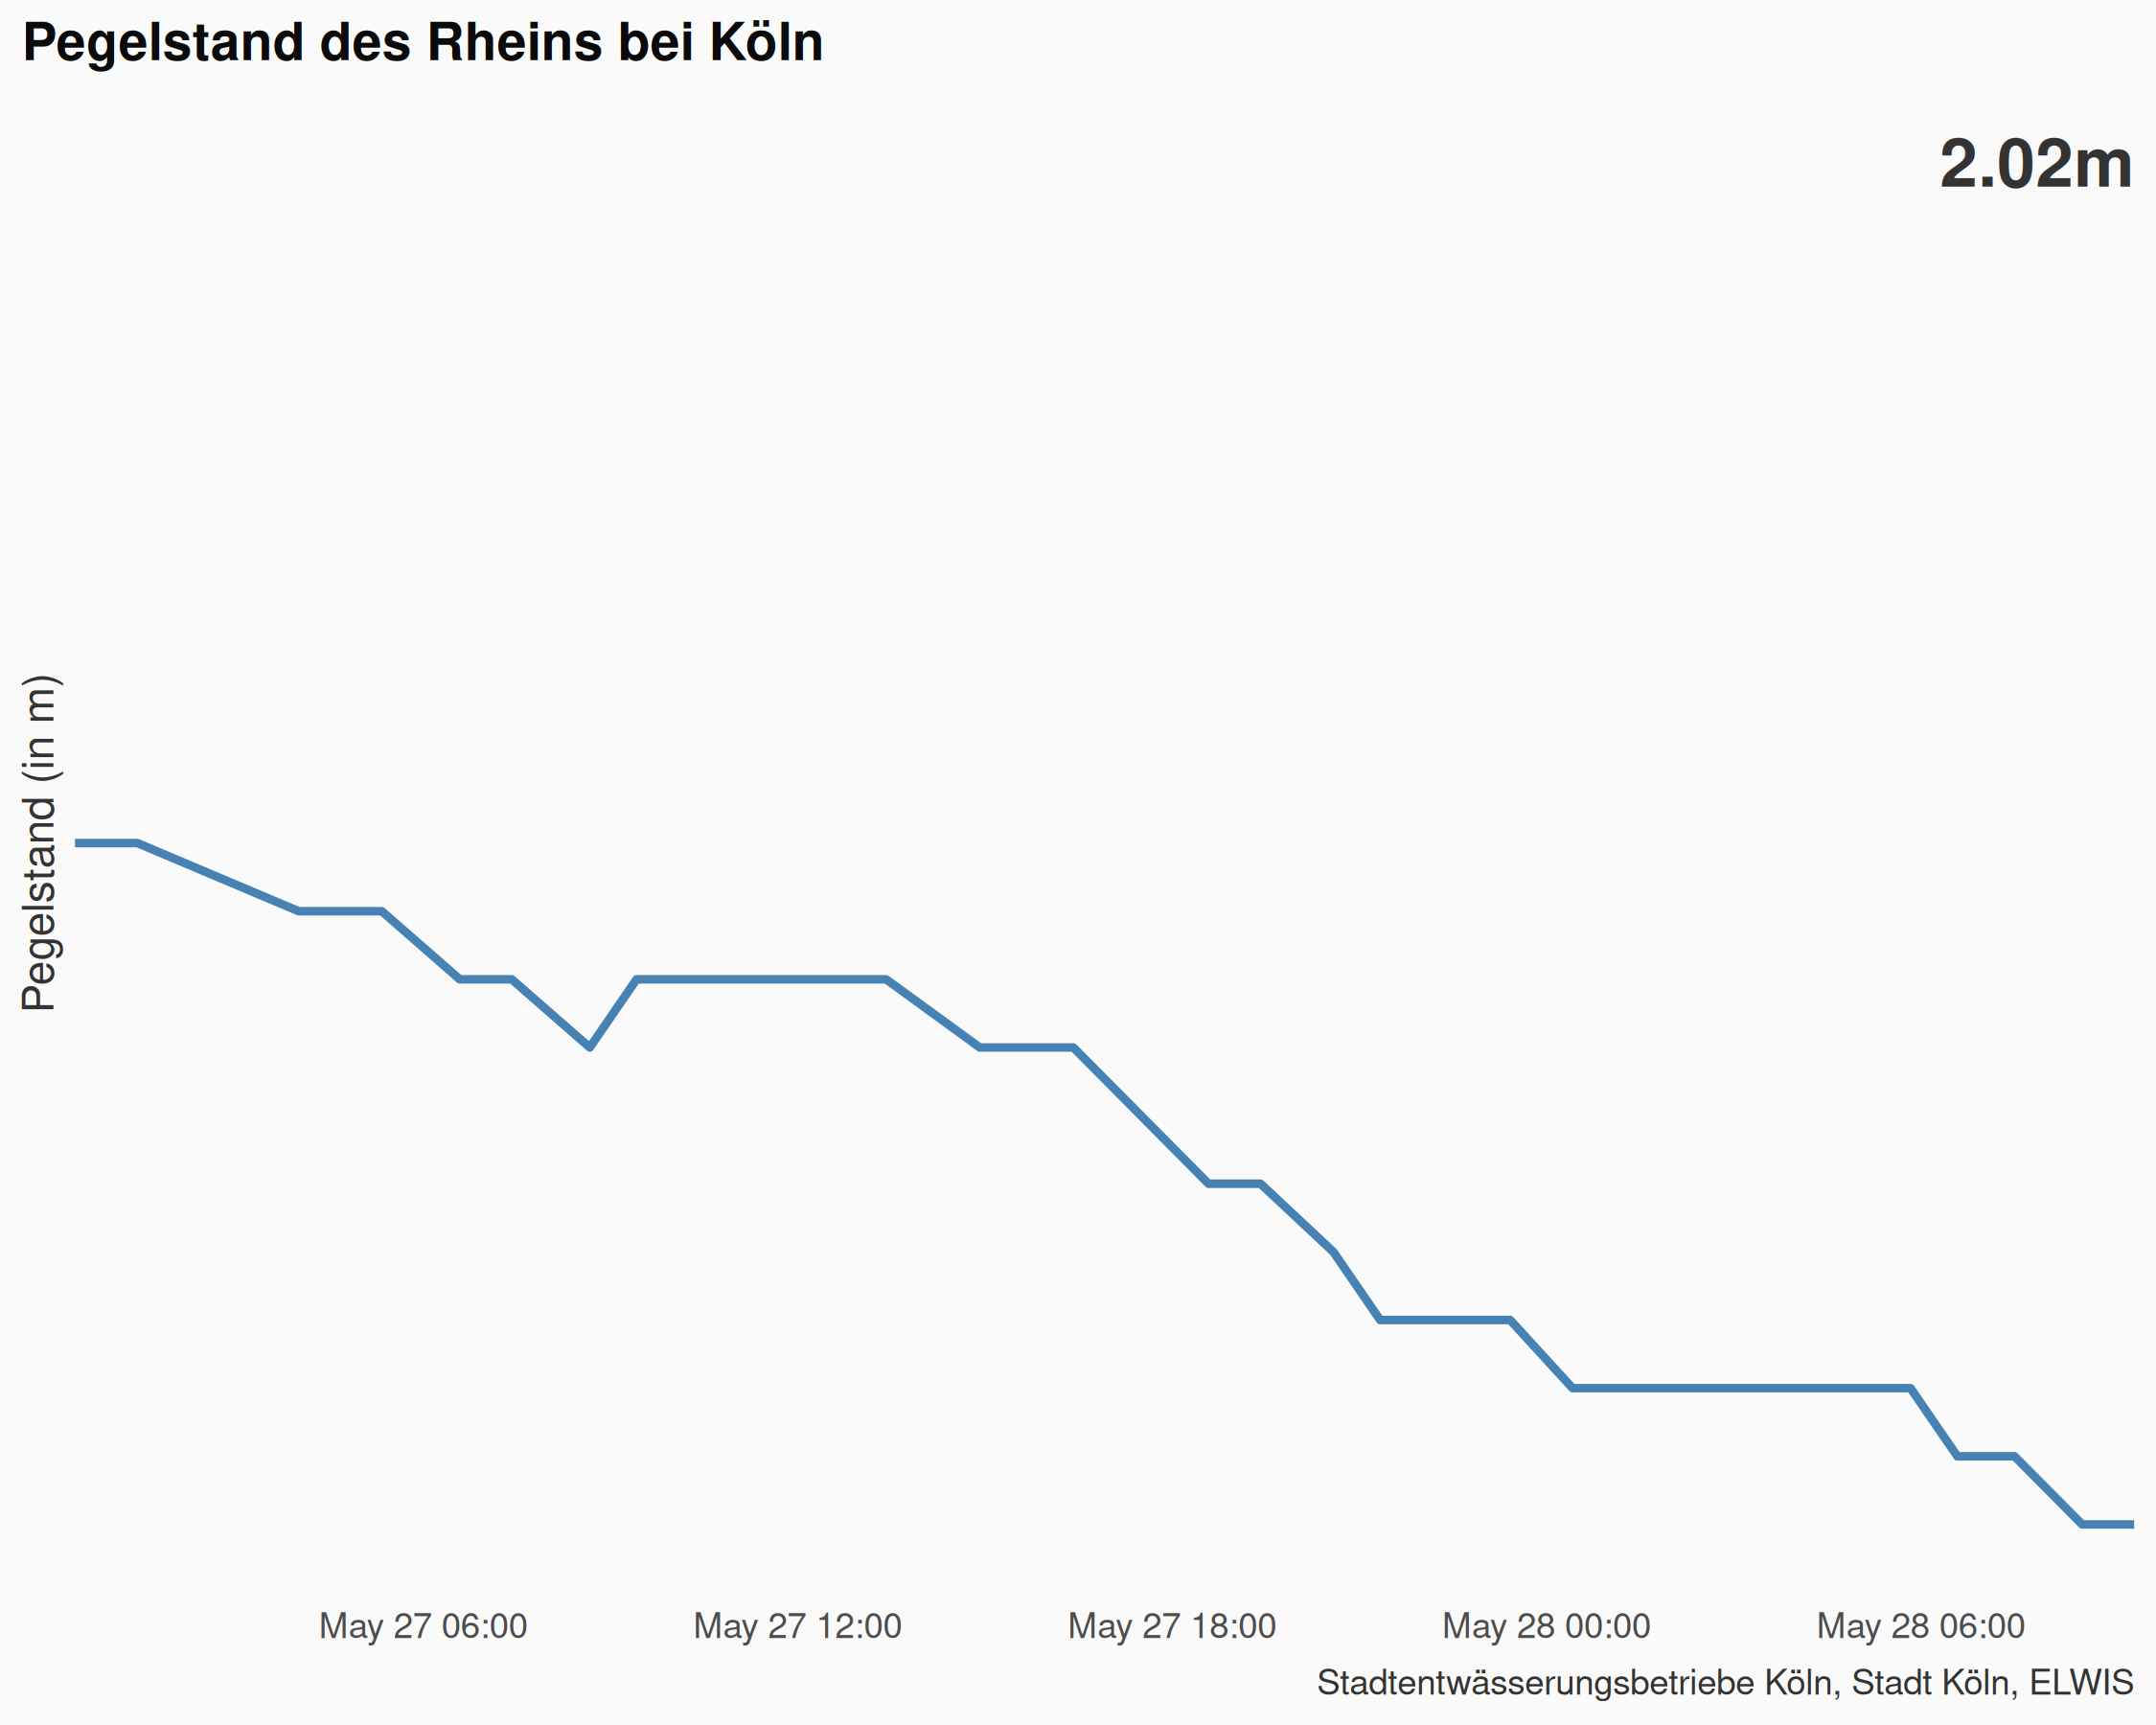 Pegelstand des Rheins bei Köln
2.02m
Pegelstand (in m)
May 27 06:00 May 27 12:00 May 27 18:00 May 28 00:00 May 28 06:00
Stadtentwässerungsbetriebe Köln, Stadt Köln, ELWIS